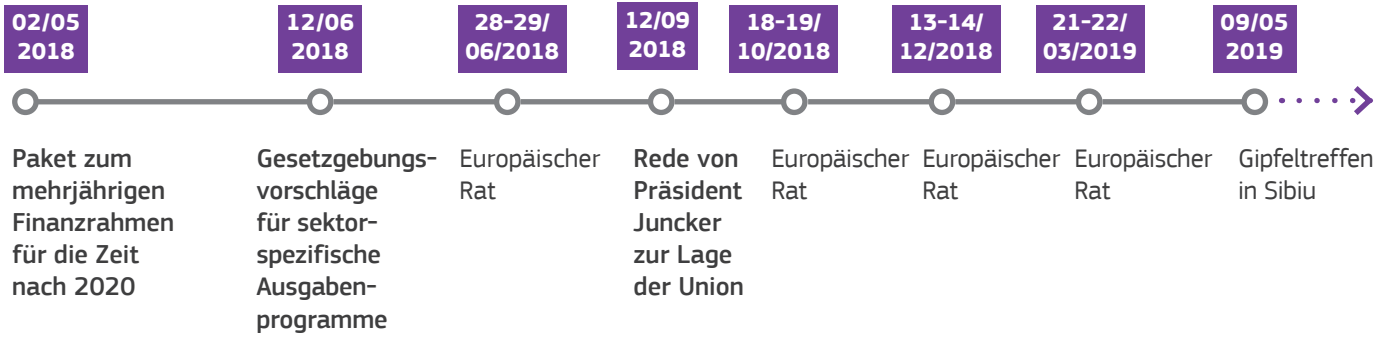 02/05
2018
Paket zum
mehrjährigen
Finanzrahmen
für die Zeit
nach 2020
12/06
2018
Gesetzgebungs-
vorschläge
für sektor-
spezifische
Ausgaben-
programme
28-29/
06/2018
Europäischer
Rat
12/09
2018
Rede von
Präsident
Juncker
zur Lage
der Union
18-19/
10/2018
Europäischer
Rat
13-14/
12/2018
Europäischer
Rat
21-22/
03/2019
Europäischer
Rat
09/05
2019
Gipfeltreffen
in Sibiu